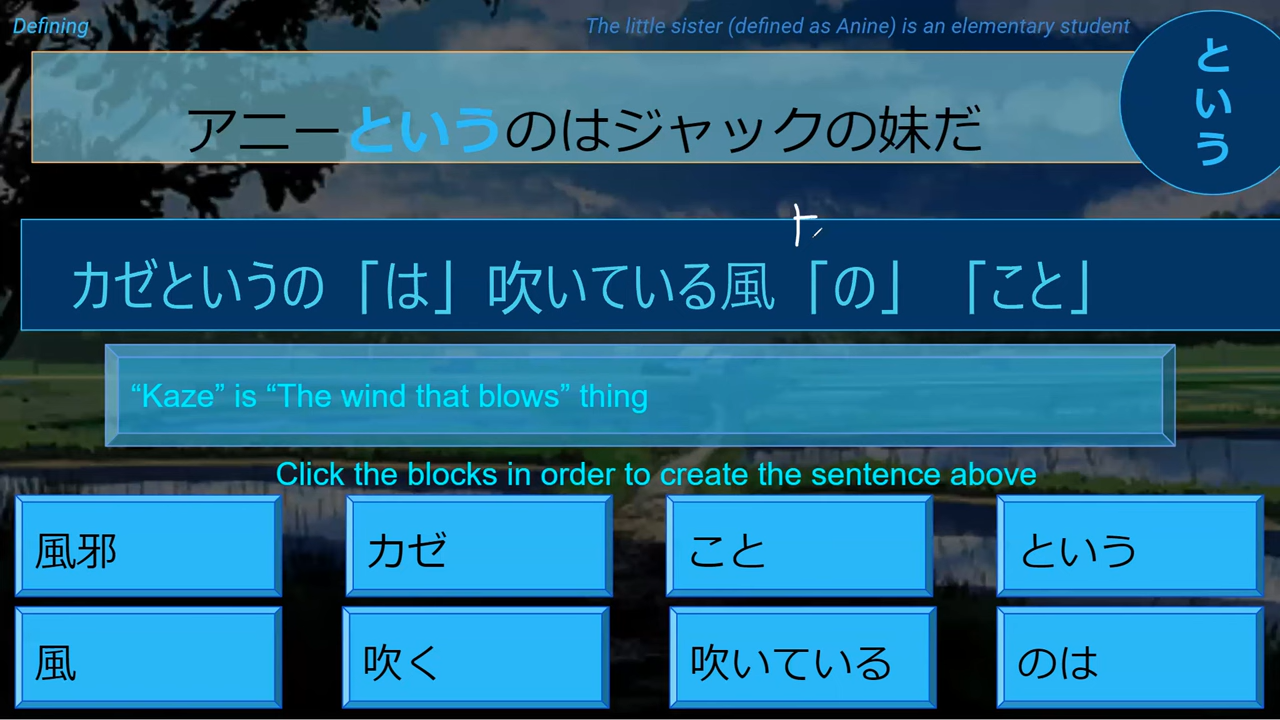 Defining
The little sister (defined as Anine) is an elementary student
という
アニーというのはジャックの妹だ
カゼというの「は」吹いている風「の」「こと」
“Kaze” is “The wind that blows” thing
Click the blocks in order to create the sentence above
風邪 カゼ こと という
風 吹く 吹いている のは